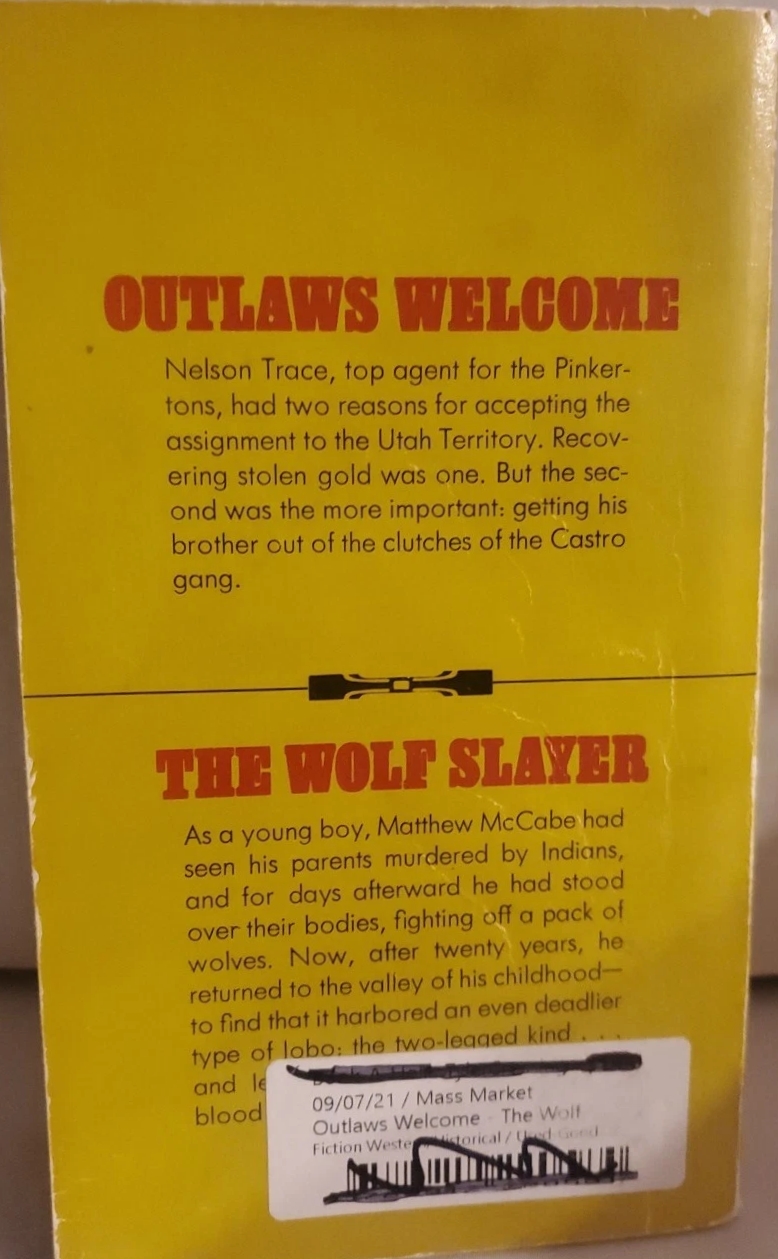 OUTLAWS WELCOME
Nelson Trace, top agent for the Pinker-
tons, had two reasons for accepting the
assignment to the Utah Territory. Recov-
ering stolen gold was one. But the sec-
ond was the more important: getting his
brother out of the clutches of the Castro
gang.
THE WOLF SLAYER
As a young boy, Matthew McCabe had
seen his parents murdered by Indians,
and for days afterward he had stood
over their bodies, fighting off a pack of
wolves. Now, after twenty years, he
returned to the valley of his childhood—
to find that it harbored an even deadlier
type of lobo: the two-legged kind . . .
and
blood
09/07/21 / Mass Market
Outlaws Welcome - The Wolf
Fiction / Used-Good